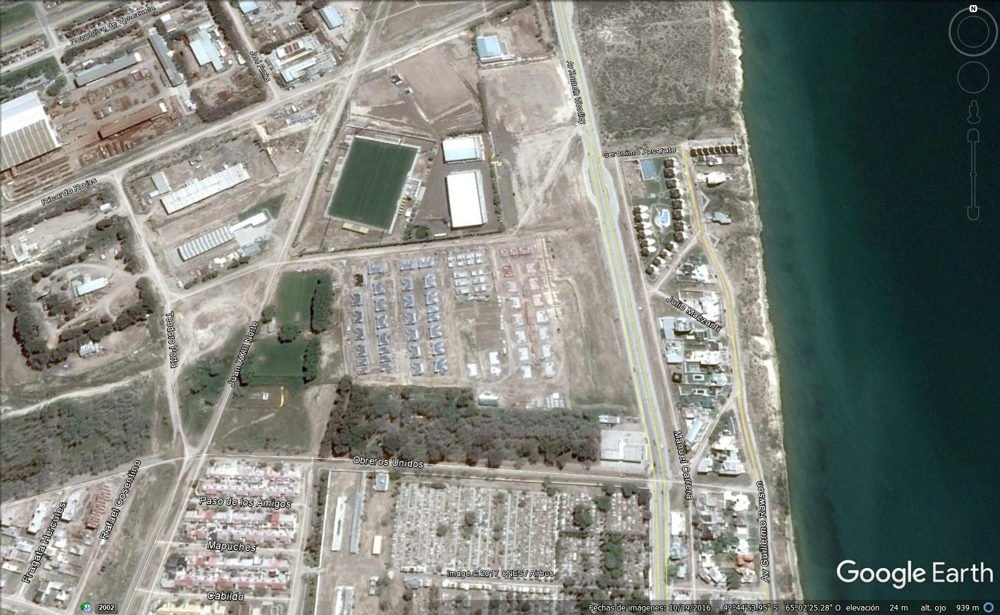 N
Republica de Venezuela
José Fuoks
Av Kenneth Woodley
Geronimo Azcarate
Ricardo Rojas
Julio Mazzanti
Teodoro Porla
Juan XXIII Norte
Manuel Carrera
Obreros Unidos
Rafael Cosentino
Paso de los Amigos
Av Guillermo Rawson
Fragata Hercules
Mapuches
Cabildo
Image © 2017 CNES / Airbus
Google Earth
2002
Fechas de imágenes: 10/19/2016 42°44'53.95" S 65°02'25.28" O elevación 24 m alt. ojo 939 m